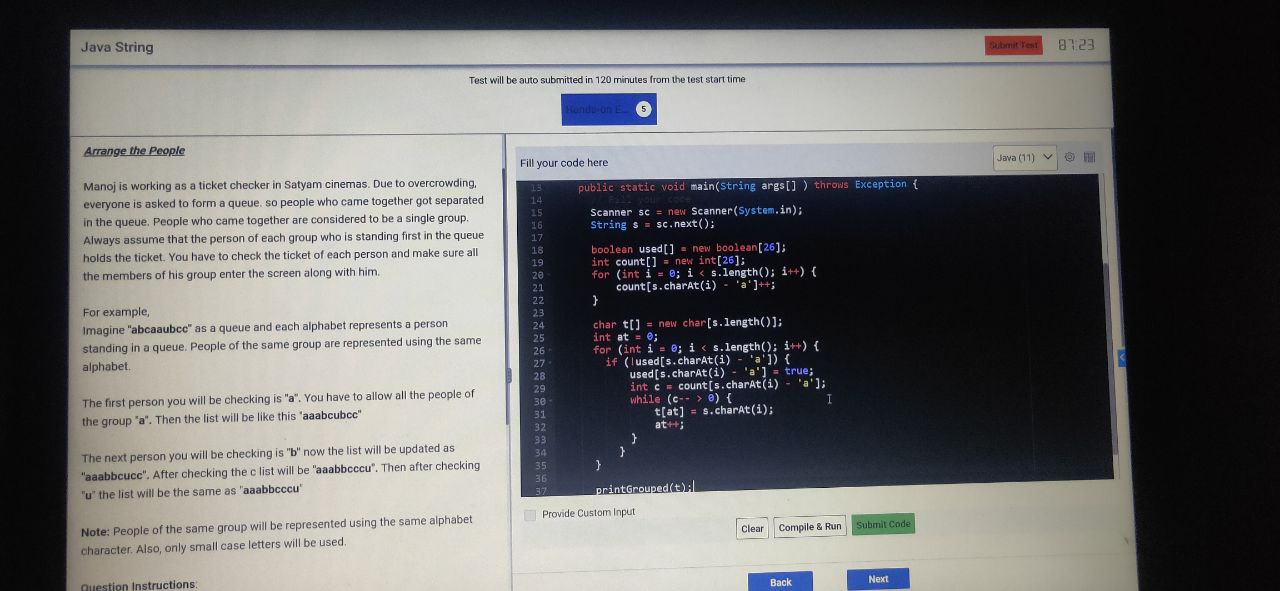 Java String
Submit Test
87:23
Test will be auto submitted in 120 minutes from the test start time
Hands-on E...
5
Arrange the People
Manoj is working as a ticket checker in Satyam cinemas. Due to overcrowding,
everyone is asked to form a queue. so people who came together got separated
in the queue. People who came together are considered to be a single group.
Always assume that the person of each group who is standing first in the queue
holds the ticket. You have to check the ticket of each person and make sure all
the members of his group enter the screen along with him.
For example,
Imagine "abcaaubcc" as a queue and each alphabet represents a person
standing in a queue. People of the same group are represented using the same
alphabet.
The first person you will be checking is "a". You have to allow all the people of
the group "a". Then the list will be like this "aaabcubcc"
The next person you will be checking is "b" now the list will be updated as
"aaabbcucc". After checking the c list will be "aaabbcccu". Then after checking
"u" the list will be the same as "aaabbcccu"
Note: People of the same group will be represented using the same alphabet
character. Also, only small case letters will be used.
Question Instructions:
Fill your code here
Java (11)
13 public static void main(String args[] ) throws Exception {
14 // Fill your code
15 Scanner sc = new Scanner(System.in);
16 String s = sc.next();
17
18 boolean used[] = new boolean[26];
19 int count[] = new int[26];
20 for (int i = 0; i < s.length(); i++) {
21 count[s.charAt(i) - 'a']++;
22 }
23
24 char t[] = new char[s.length()];
25 int at = 0;
26 for (int i = 0; i < s.length(); i++) {
27 if (!used[s.charAt(i) - 'a']) {
28 used[s.charAt(i) - 'a'] = true;
29 int c = count[s.charAt(i) - 'a'];
30 while (c-- > 0) {
31 t[at] = s.charAt(i);
32 at++;
33 }
34 }
35 }
36
37 printGrouped(t);
Provide Custom Input
Clear
Compile & Run
Submit Code
Back
Next